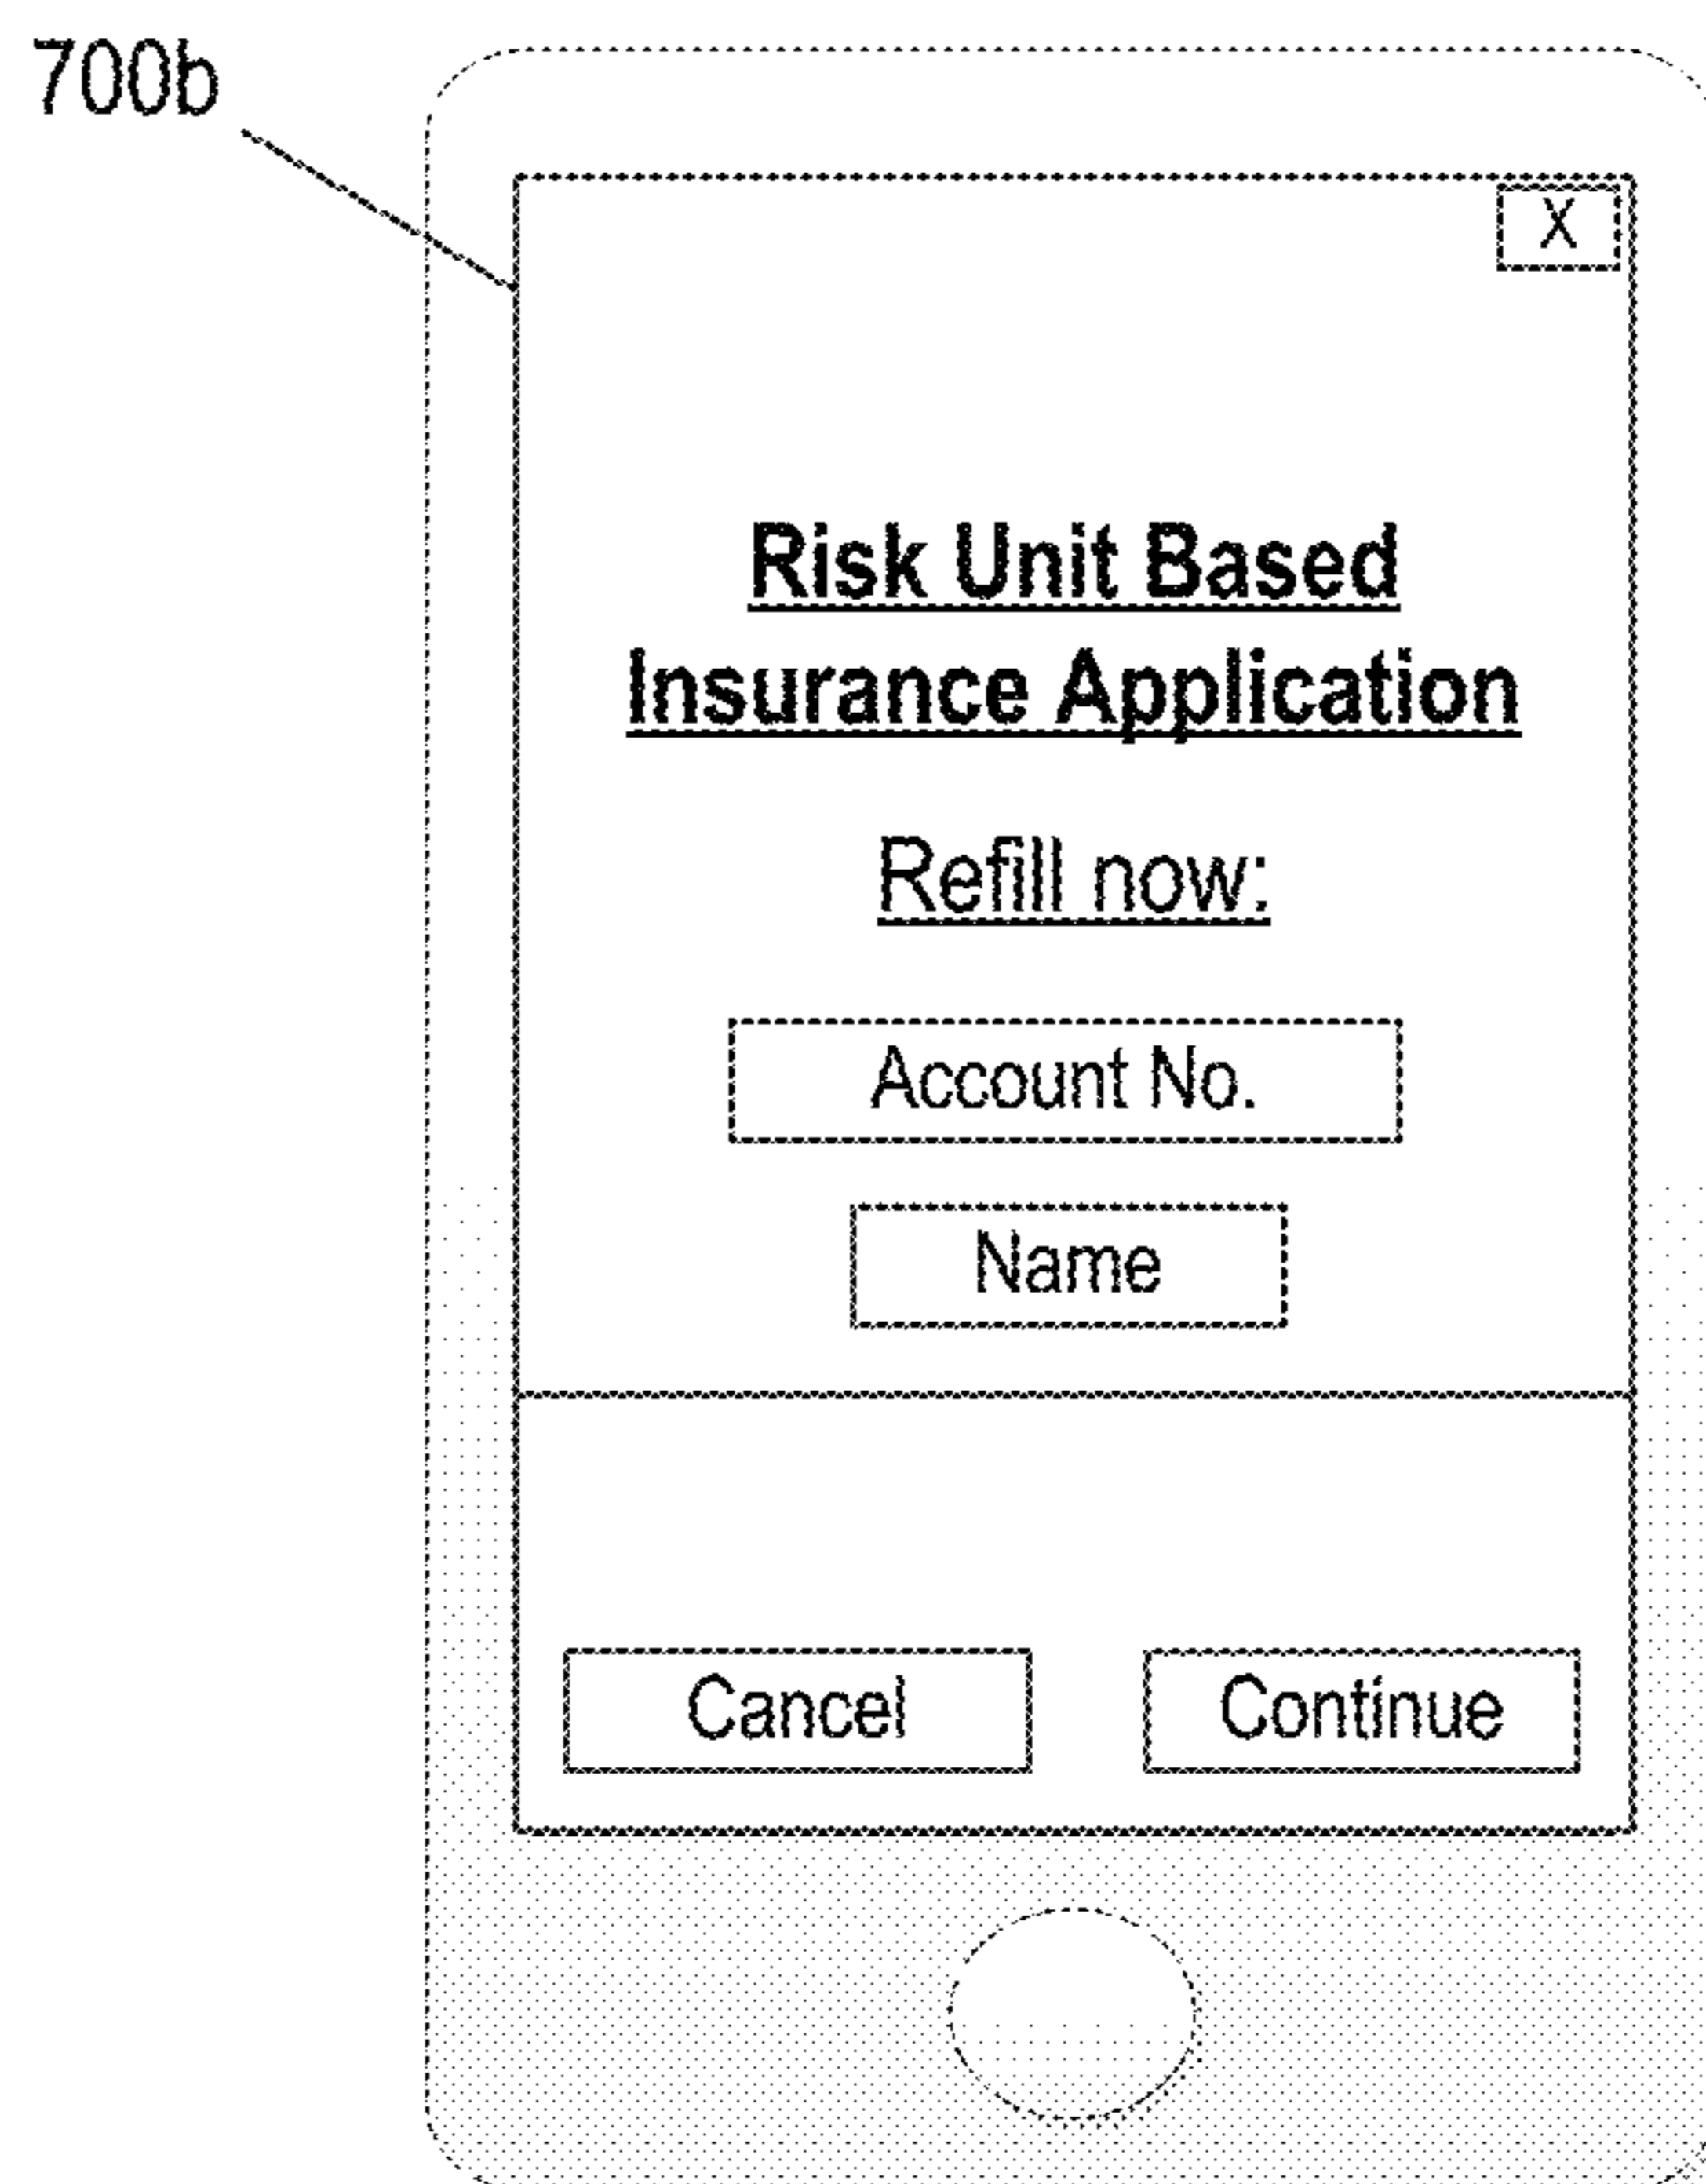 700b
X
Risk Unit Based
Insurance Application
Refill now:
Account No.
Name
Cancel Continue